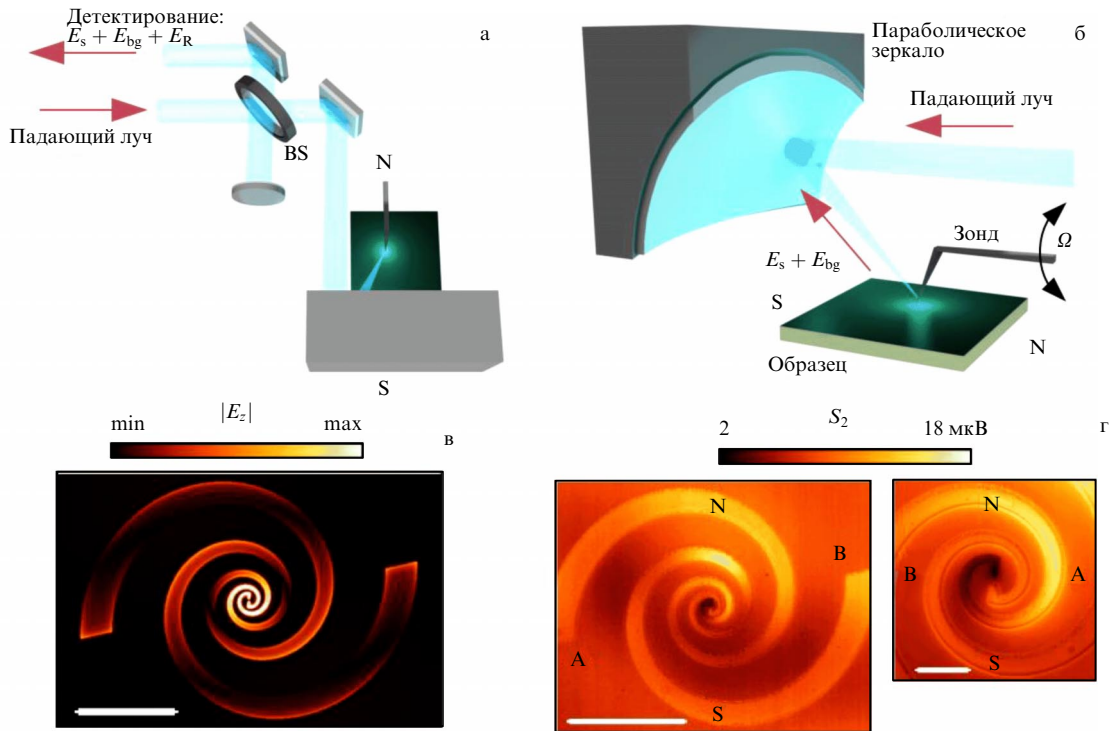 Детектирование:
E_s + E_bg + E_R
а
Падающий луч
BS
N
S
Параболическое
зеркало
б
Падающий луч
Зонд
Ω
E_s + E_bg
S
N
Образец
|E_z|
min max
в
S_2
2 18 мкВ
г
N
B
A
S
N
B
A
S